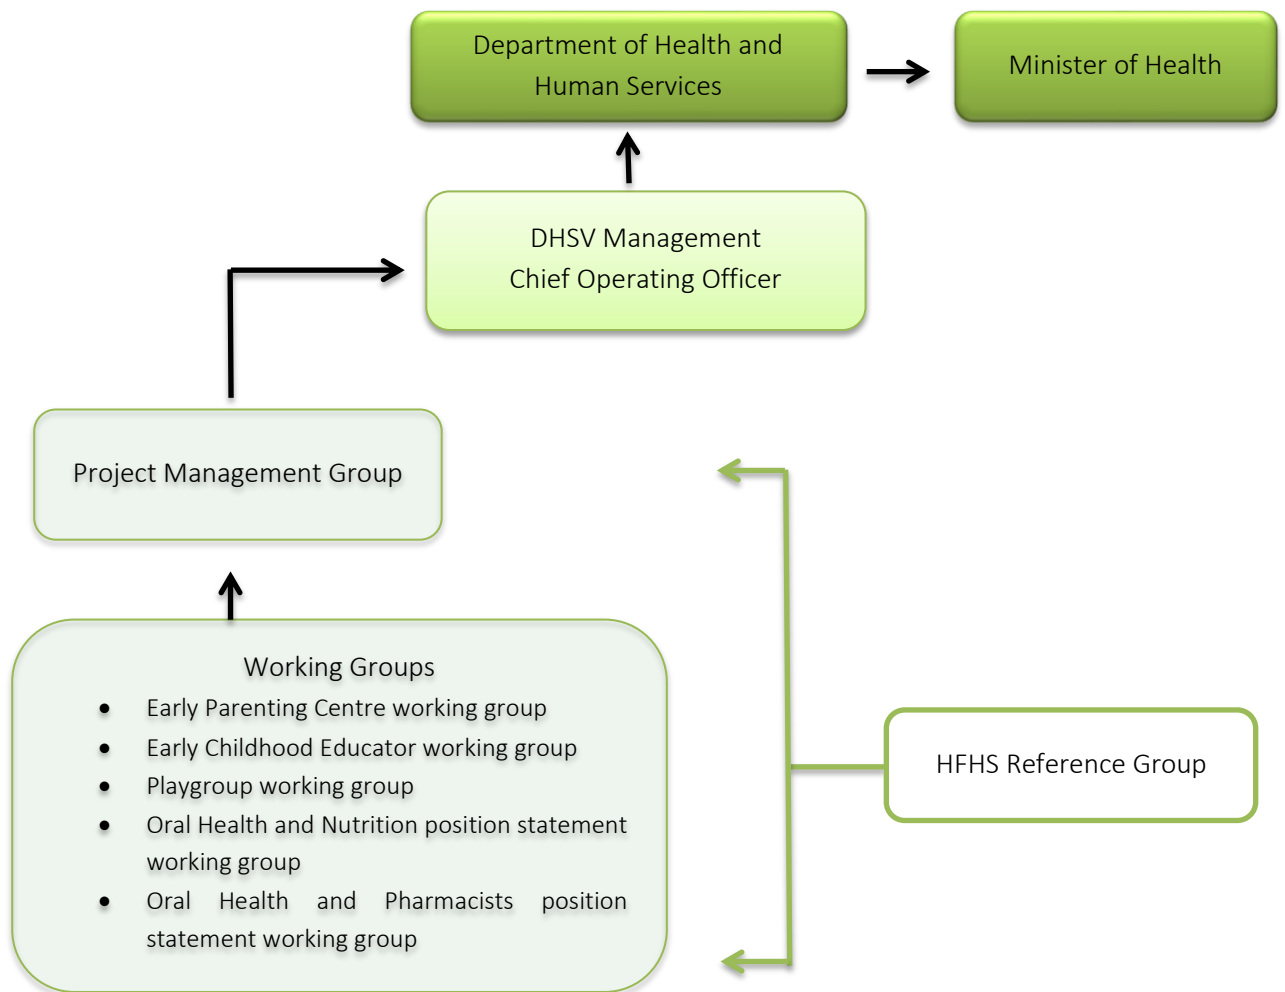 Department of Health and
Human Services
Minister of Health
DHSV Management
Chief Operating Officer
Project Management Group
Working Groups
• Early Parenting Centre working group
• Early Childhood Educator working group
• Playgroup working group
• Oral Health and Nutrition position statement
working group
• Oral Health and Pharmacists position
statement working group
HFHS Reference Group